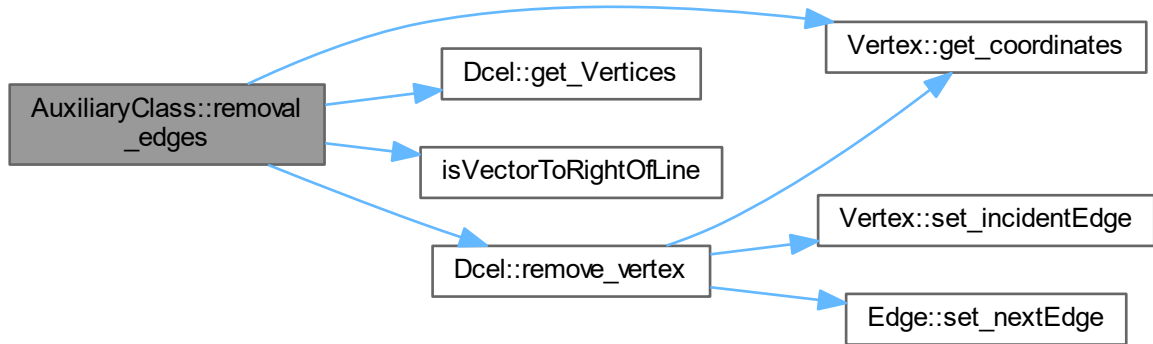 AuxiliaryClass::removal
_edges
Dcel::get_Vertices
isVectorToRightOfLine
Dcel::remove_vertex
Vertex::get_coordinates
Vertex::set_incidentEdge
Edge::set_nextEdge